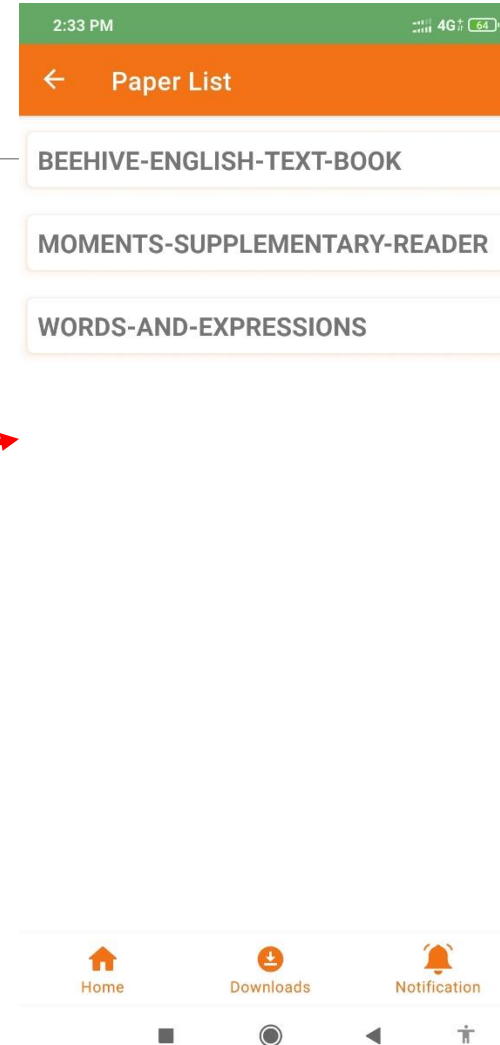 2:33 PM 4G+ 64
Paper List
BEEHIVE-ENGLISH-TEXT-BOOK
MOMENTS-SUPPLEMENTARY-READER
WORDS-AND-EXPRESSIONS
Home Downloads Notification